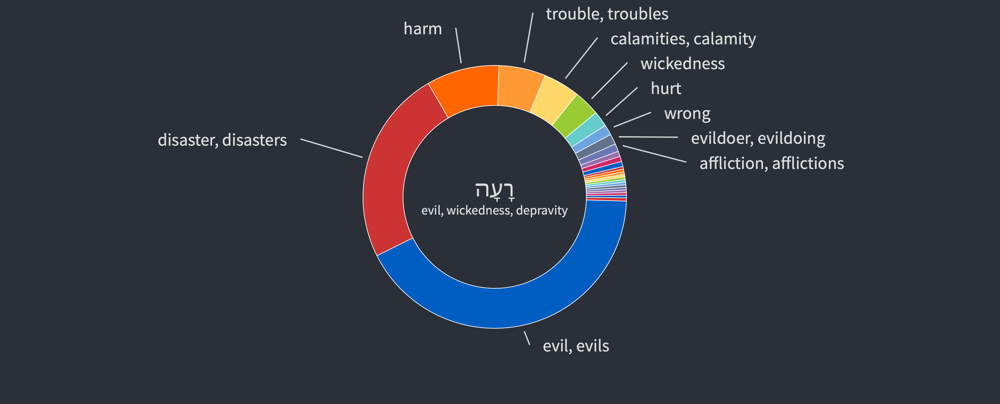 trouble, troubles
harm
calamities, calamity
wickedness
hurt
wrong
evildoer, evildoing
disaster, disasters
affliction, afflictions
רָעָה
evil, wickedness, depravity
evil, evils